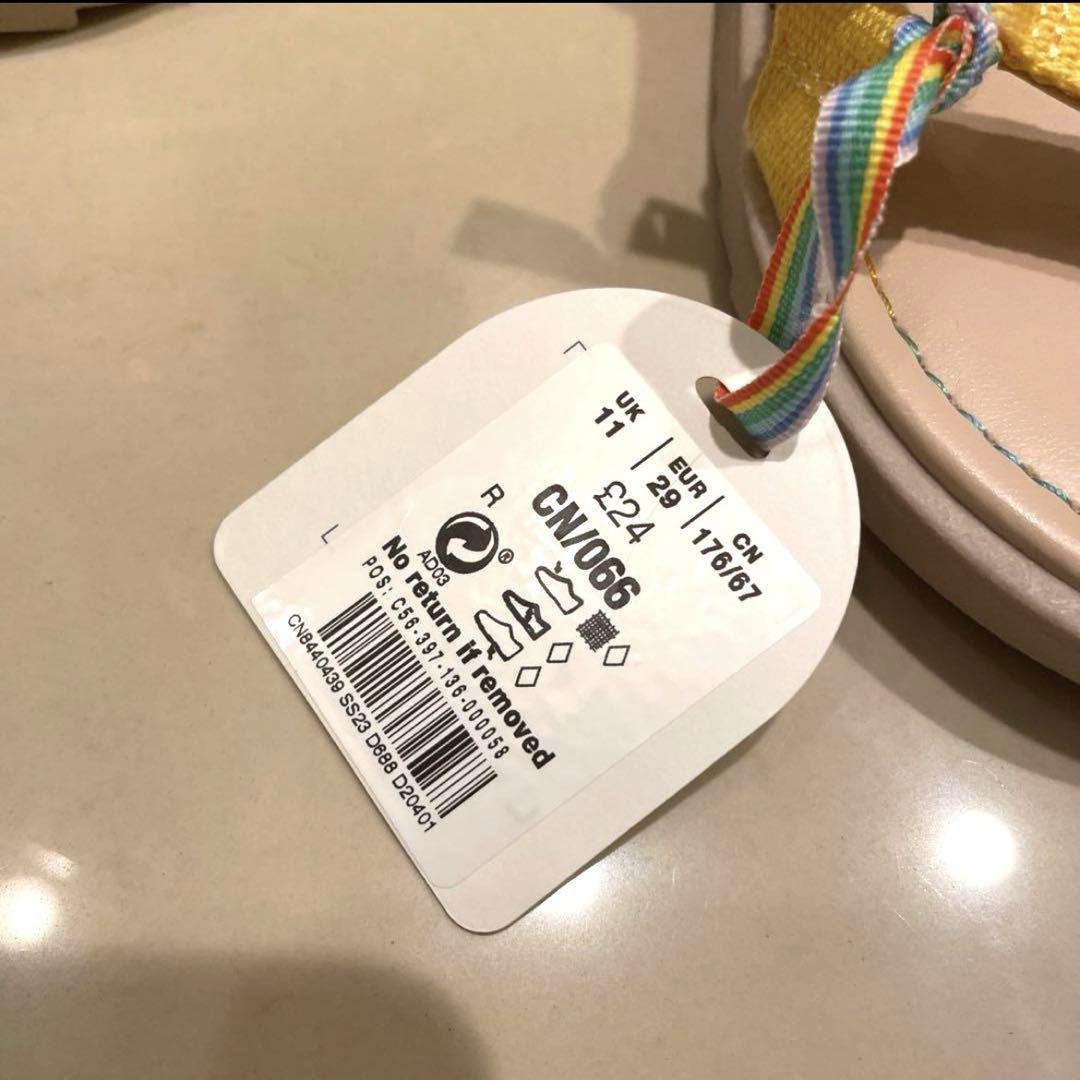 UK
11
EUR
29
CN
176/67
£24
CN/066
R
®
AD03
No return if removed
POS: C56-397-136-000058
CN8440439 SS23 D688 D20401